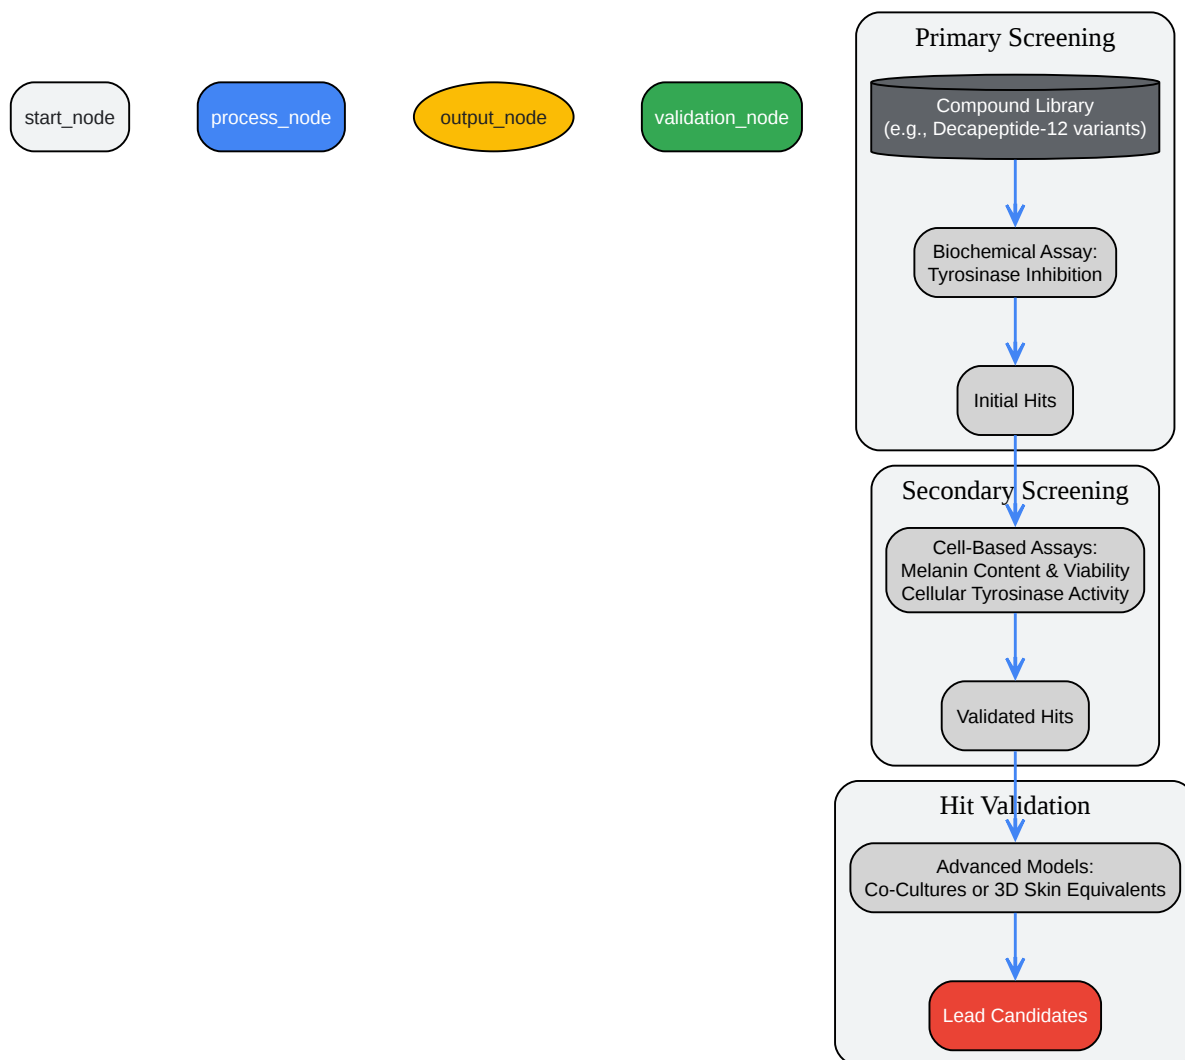 start_node
process_node
output_node
validation_node
Primary Screening
Compound Library
(e.g., Decapeptide-12 variants)
Biochemical Assay:
Tyrosinase Inhibition
Initial Hits
Secondary Screening
Cell-Based Assays:
Melanin Content & Viability
Cellular Tyrosinase Activity
Validated Hits
Hit Validation
Advanced Models:
Co-Cultures or 3D Skin Equivalents
Lead Candidates